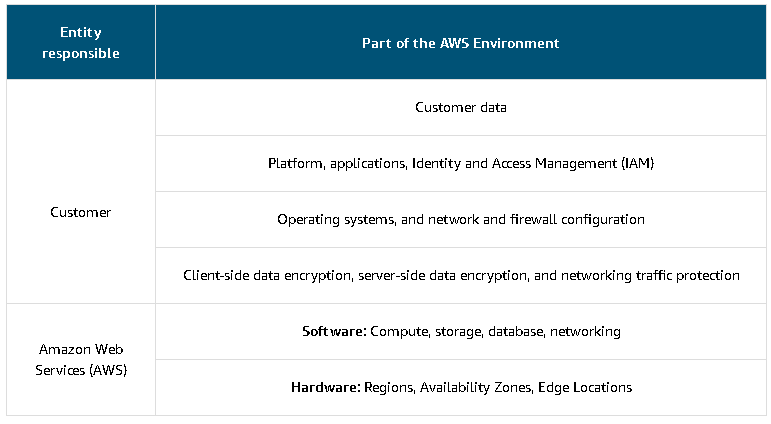 Entity
responsible
Part of the AWS Environment
Customer
Customer data
Platform, applications, Identity and Access Management (IAM)
Operating systems, and network and firewall configuration
Client-side data encryption, server-side data encryption, and networking traffic protection
Amazon Web
Services (AWS)
Software: Compute, storage, database, networking
Hardware: Regions, Availability Zones, Edge Locations